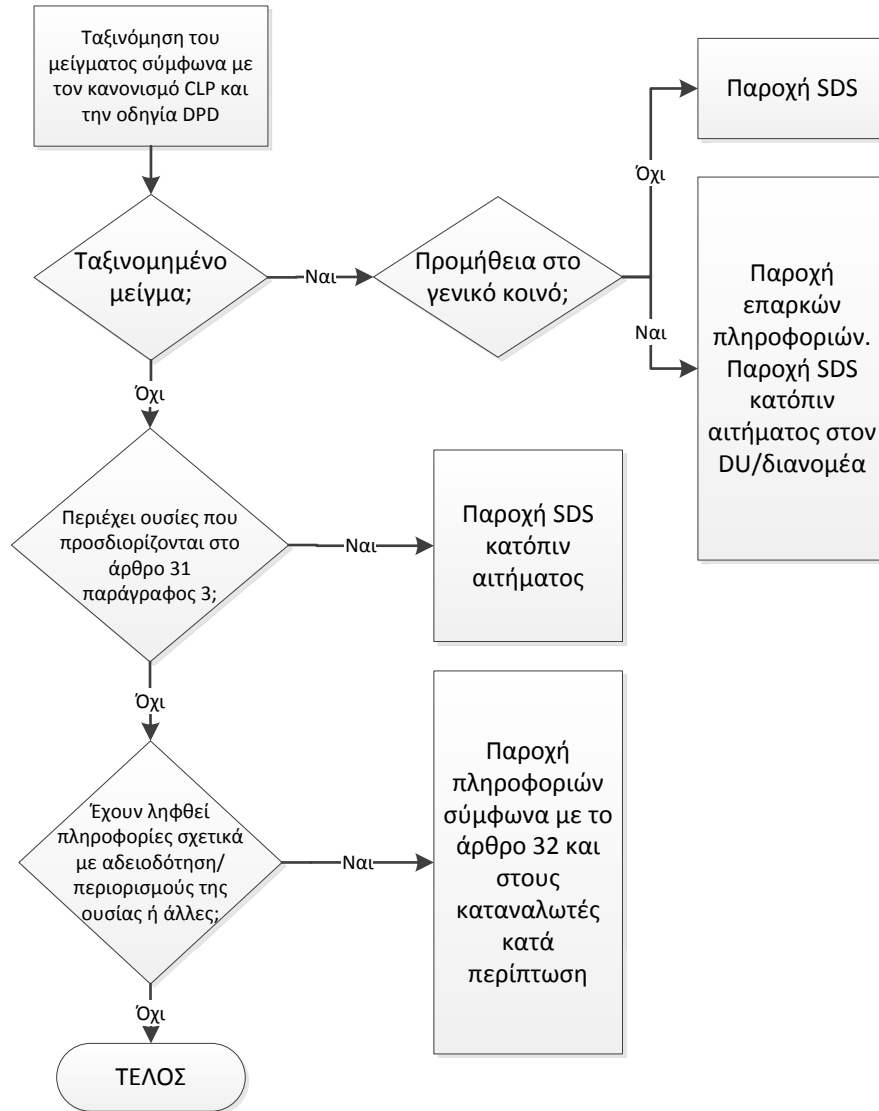 Ταξινόμηση του
μείγματος σύμφωνα με
τον κανονισμό CLP και
την οδηγία DPD
Παροχή SDS
Όχι
Ταξινομημένο
μείγμα;
Ναι
Προμήθεια στο
γενικό κοινό;
Ναι
Παροχή
επαρκών
πληροφοριών.
Παροχή SDS
κατόπιν
αιτήματος στον
DU/διανομέα
Όχι
Περιέχει ουσίες που
προσδιορίζονται στο
άρθρο 31
παράγραφος 3;
Ναι
Παροχή SDS
κατόπιν
αιτήματος
Όχι
Έχουν ληφθεί
πληροφορίες σχετικά
με αδειοδότηση/
περιορισμούς της
ουσίας ή άλλες;
Ναι
Παροχή
πληροφοριών
σύμφωνα με το
άρθρο 32 και
στους
καταναλωτές
κατά
περίπτωση
Όχι
ΤΕΛΟΣ